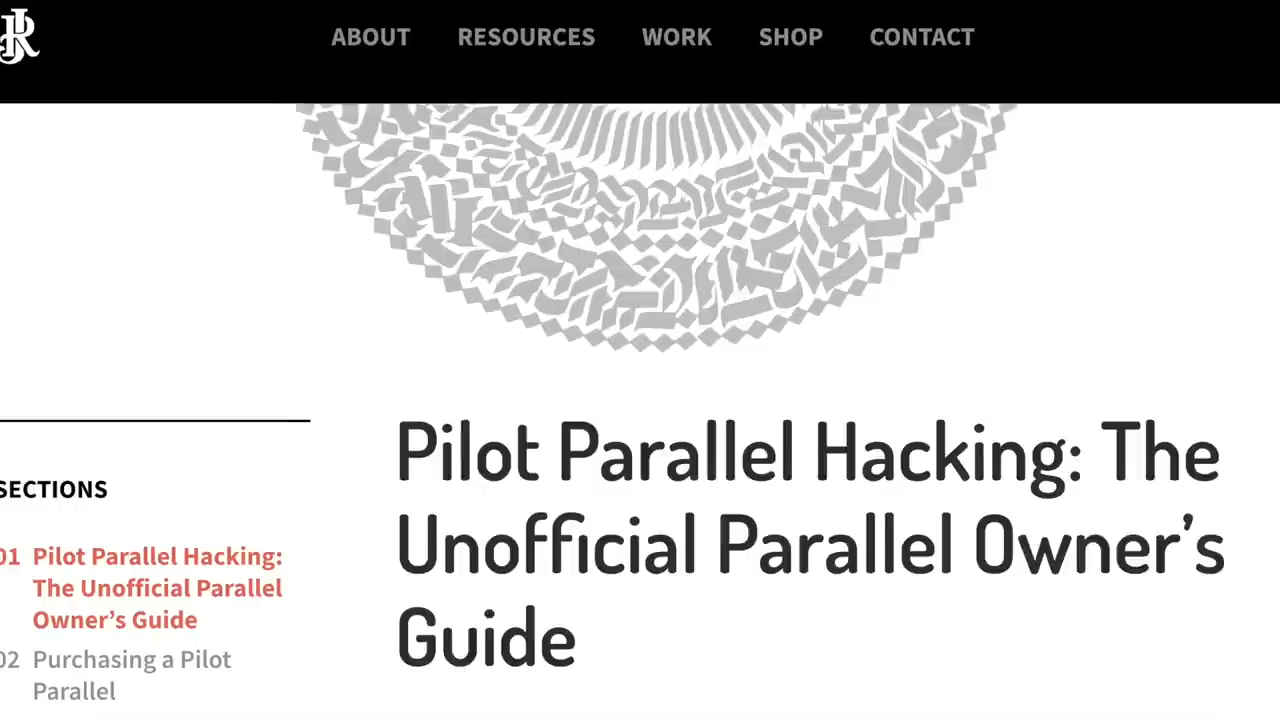 ABOUT RESOURCES WORK SHOP CONTACT
Pilot Parallel Hacking: The
Unofficial Parallel Owner’s
Guide
SECTIONS
01 Pilot Parallel Hacking:
The Unofficial Parallel
Owner’s Guide
02 Purchasing a Pilot
Parallel